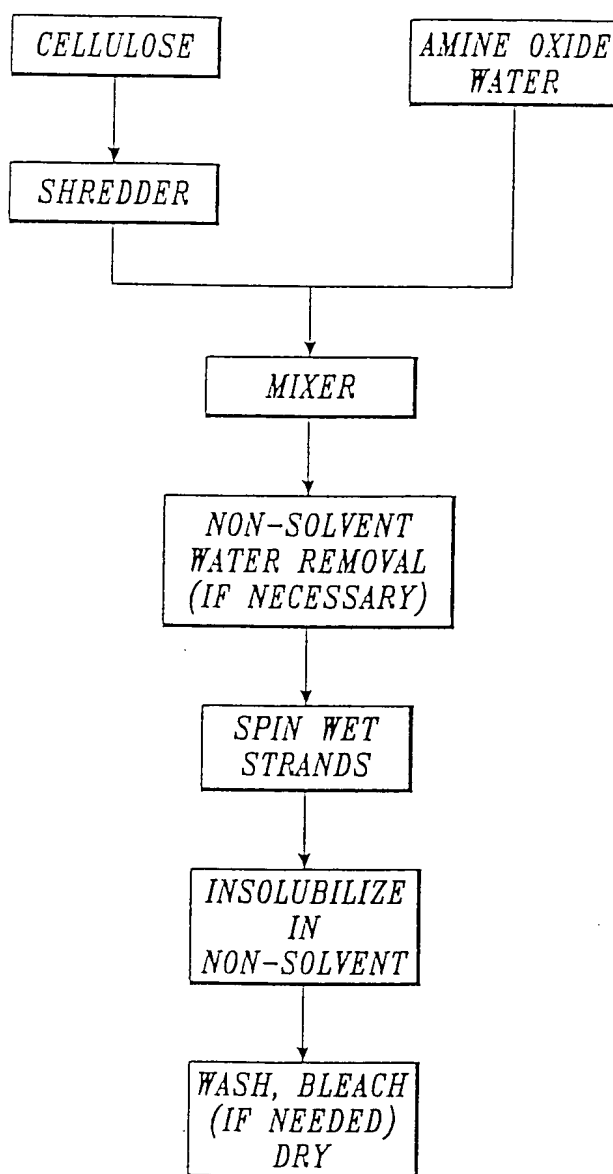 CELLULOSE
AMINE OXIDE
WATER
SHREDDER
MIXER
NON-SOLVENT
WATER REMOVAL
(IF NECESSARY)
SPIN WET
STRANDS
INSOLUBILIZE
IN
NON-SOLVENT
WASH, BLEACH
(IF NEEDED)
DRY